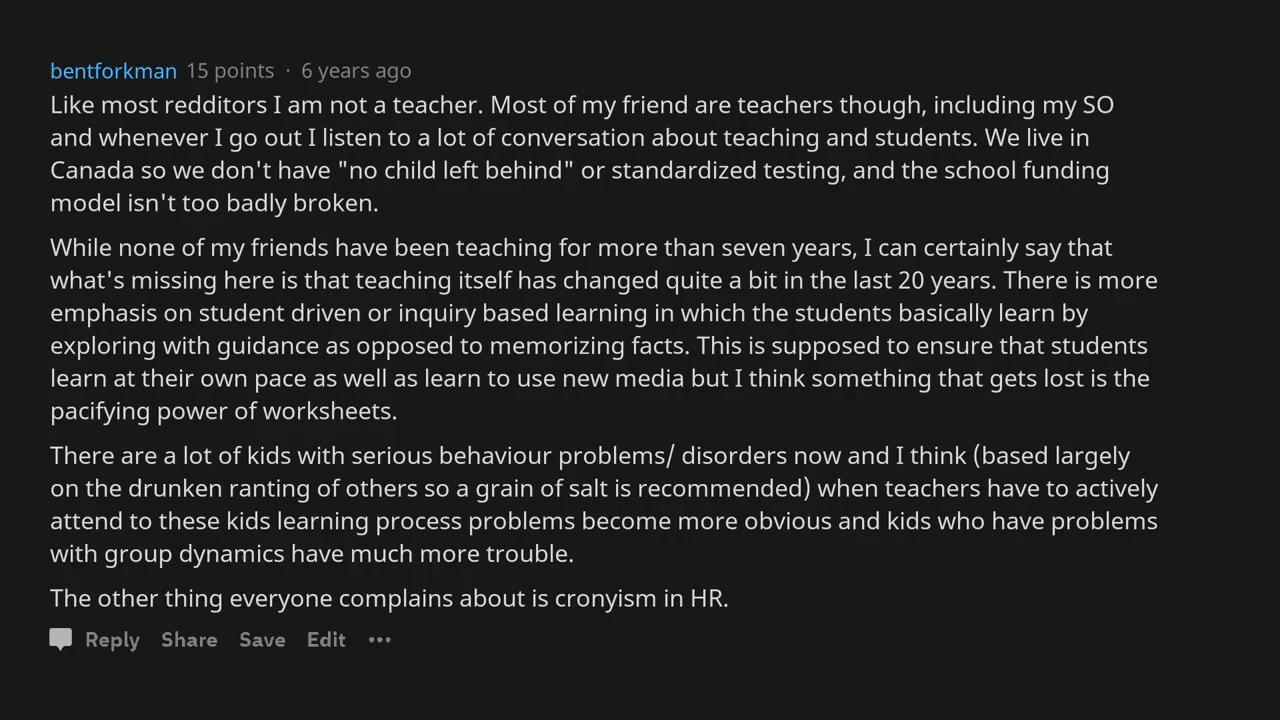 bentforkman 15 points · 6 years ago
Like most redditors I am not a teacher. Most of my friend are teachers though, including my SO
and whenever I go out I listen to a lot of conversation about teaching and students. We live in
Canada so we don't have "no child left behind" or standardized testing, and the school funding
model isn't too badly broken.
While none of my friends have been teaching for more than seven years, I can certainly say that
what's missing here is that teaching itself has changed quite a bit in the last 20 years. There is more
emphasis on student driven or inquiry based learning in which the students basically learn by
exploring with guidance as opposed to memorizing facts. This is supposed to ensure that students
learn at their own pace as well as learn to use new media but I think something that gets lost is the
pacifying power of worksheets.
There are a lot of kids with serious behaviour problems/ disorders now and I think (based largely
on the drunken ranting of others so a grain of salt is recommended) when teachers have to actively
attend to these kids learning process problems become more obvious and kids who have problems
with group dynamics have much more trouble.
The other thing everyone complains about is cronyism in HR.
Reply Share Save Edit •••